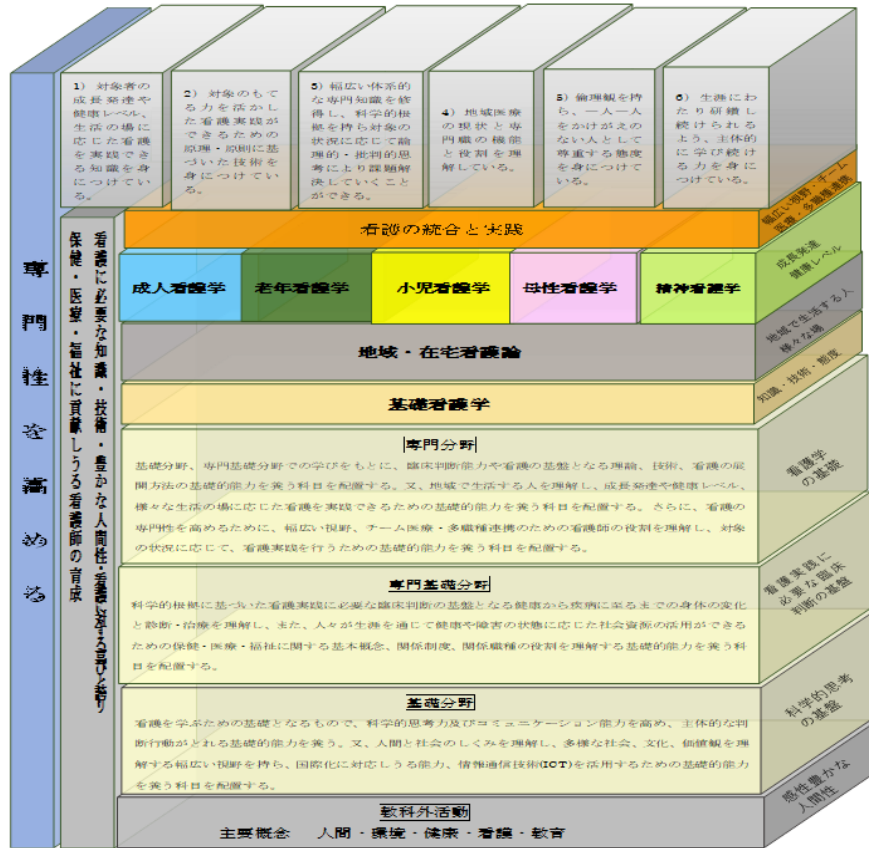 1) 対象者の
成長発達や
健康レベル、
生活の場に
応じた看護
を実践でき
る知識を身
につけてい
る。
2) 対象のもて
る力を活かし
た看護実践が
できるための
原理・原則に
基づいた技術
を身につけて
いる。
3) 幅広い体系的
な専門知識を修
得し、科学的根
拠を持ち対象の
状況に応じて論
理的・批判的思
考により課題解
決していくこと
ができる。
4) 地域医療
の現状と専
門職の機能
と役割を理
解している。
5) 倫理観を持
ち、一人一人
をかけがえの
ない人として
尊重する態度
を身につけて
いる。
6) 生涯にわ
たり研鑽し
続けられる
よう、主体的
に学び続け
る力を身に
つけている。
専門性を高める
看護に必要な知識・技術・豊かな人間性・看護に対する喜びと誇り
保健・医療・福祉に貢献しうる看護師の育成
看護の統合と実践
幅広い視野・チーム
医療・多職種連携
成人看護学
老年看護学
小児看護学
母性看護学
精神看護学
成長発達
健康レベル
地域・在宅看護論
地域で生活する人
様々な場
基礎看護学
知識・技術・態度
専門分野
基礎分野、専門基礎分野での学びをもとに、臨床判断能力や看護の基盤となる理論、技術、看護の展
開方法の基礎的能力を養う科目を配置する。又、地域で生活する人を理解し、成長発達や健康レベル、
様々な生活の場に応じた看護を実践できるための基礎的能力を養う科目を配置する。さらに、看護の
専門性を高めるために、幅広い視野、チーム医療・多職種連携のための看護師の役割を理解し、対象
の状況に応じて、看護実践を行うための基礎的能力を養う科目を配置する。
看護学
の基礎
専門基礎分野
科学的根拠に基づいた看護実践に必要な臨床判断の基盤となる健康から疾病に至るまでの身体の変化
と診断・治療を理解し、また、人々が生涯を通じて健康や障害の状態に応じた社会資源の活用ができる
ための保健・医療・福祉に関する基本概念、関係制度、関係職種の役割を理解する基礎的能力を養う科
目を配置する。
看護実践に
必要な臨床
判断の基盤
基礎分野
看護を学ぶための基礎となるもので、科学的思考力及びコミュニケーション能力を高め、主体的な判
断行動がとれる基礎的能力を養う。又、人間と社会のしくみを理解し、多様な社会、文化、価値観を理
解する幅広い視野を持ち、国際化に対応しうる能力、情報通信技術(ICT)を活用するための基礎的能力
を養う科目を配置する。
科学的思考
の基盤
教科外活動
主要概念 人間・環境・健康・看護・教育
感性豊かな
人間性